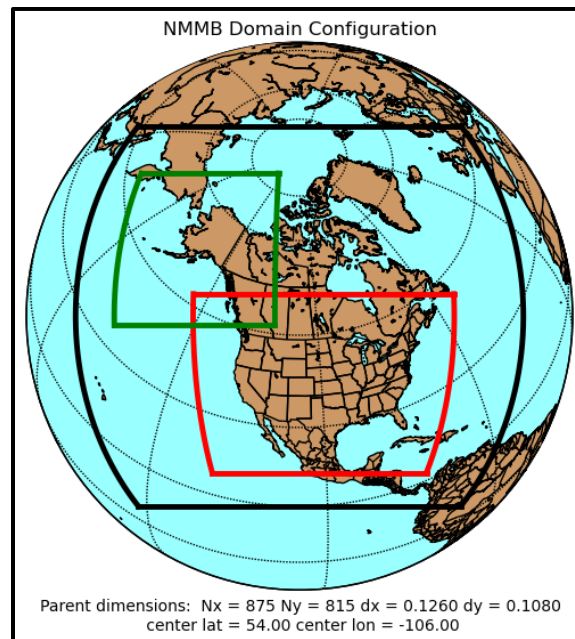 NMMB Domain Configuration
Parent dimensions: Nx = 875 Ny = 815 dx = 0.1260 dy = 0.1080
center lat = 54.00 center lon = -106.00